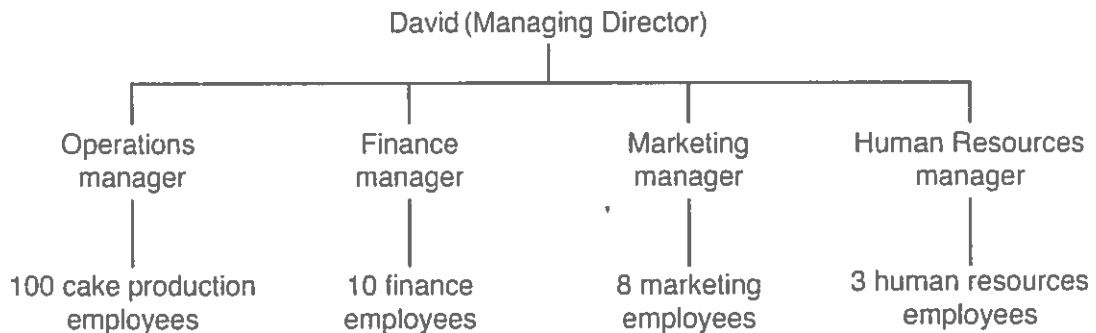 David (Managing Director)
Operations
manager
Finance
manager
Marketing
manager
Human Resources
manager
100 cake production
employees
10 finance
employees
8 marketing
employees
3 human resources
employees